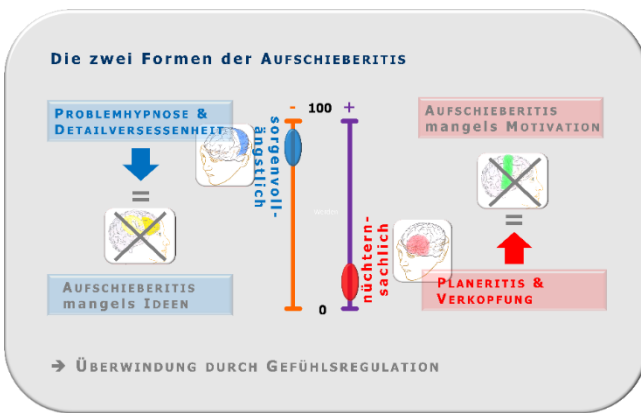 Die zwei Formen der AUFSCHIEBERITIS
PROBLEMHYPNOSE &
DETAILVERSESSENHEIT
=
AUFSCHIEBERITIS
mangels IDEEN
- 100 +
sorgenvoll-
ängstlich
0
nüchtern-
sachlich
AUFSCHIEBERITIS
mangels MOTIVATION
=
PLANERITIS &
VERKOPFUNG
→ ÜBERWINDUNG DURCH GEFÜHLSREGULATION